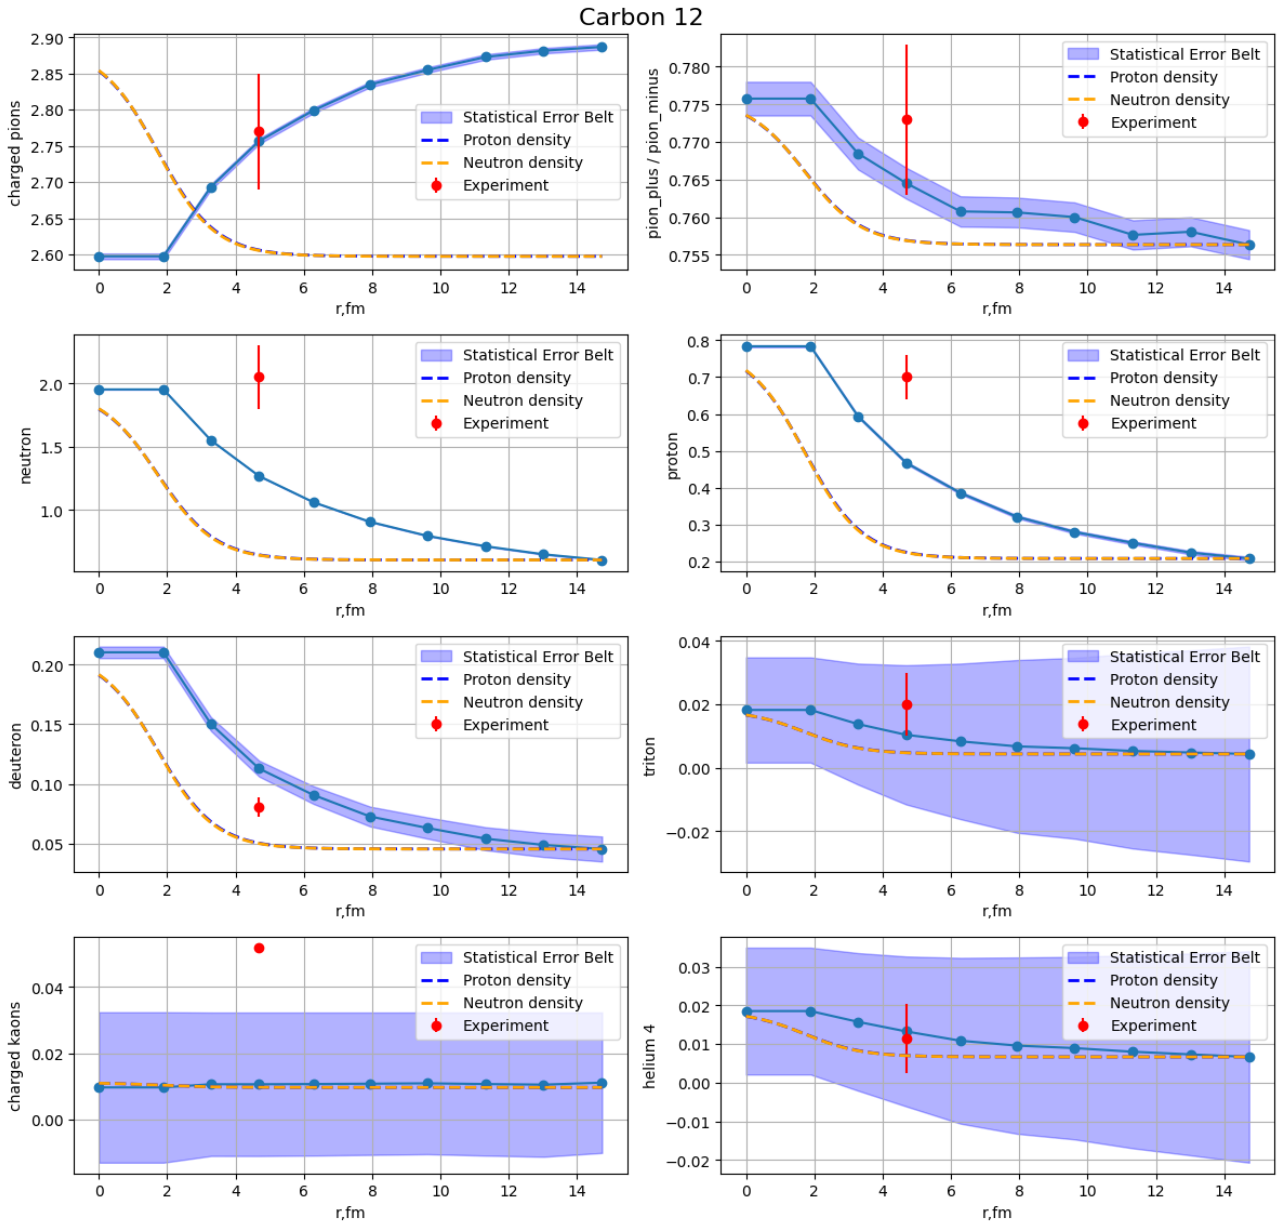 Carbon 12
charged pions
2.90
2.85
2.80
2.75
2.70
2.65
2.60
Statistical Error Belt
Proton density
Neutron density
Experiment
0 2 4 6 8 10 12 14
r,fm
pion_plus / pion_minus
0.780
0.775
0.770
0.765
0.760
0.755
Statistical Error Belt
Proton density
Neutron density
Experiment
0 2 4 6 8 10 12 14
r,fm
neutron
2.0
1.5
1.0
Statistical Error Belt
Proton density
Neutron density
Experiment
0 2 4 6 8 10 12 14
r,fm
proton
0.8
0.7
0.6
0.5
0.4
0.3
0.2
Statistical Error Belt
Proton density
Neutron density
Experiment
0 2 4 6 8 10 12 14
r,fm
deuteron
0.20
0.15
0.10
0.05
Statistical Error Belt
Proton density
Neutron density
Experiment
0 2 4 6 8 10 12 14
r,fm
triton
0.04
0.02
0.00
−0.02
Statistical Error Belt
Proton density
Neutron density
Experiment
0 2 4 6 8 10 12 14
r,fm
charged kaons
0.04
0.02
0.00
Statistical Error Belt
Proton density
Neutron density
Experiment
0 2 4 6 8 10 12 14
r,fm
helium 4
0.03
0.02
0.01
0.00
−0.01
−0.02
Statistical Error Belt
Proton density
Neutron density
Experiment
0 2 4 6 8 10 12 14
r,fm